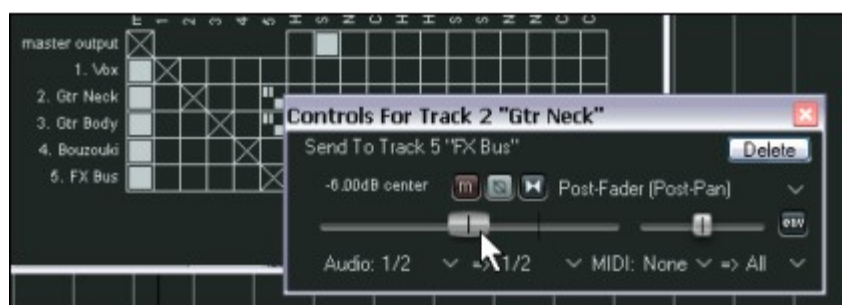 master output
1. Vox
2. Gtr Neck
3. Gtr Body
4. Bouzouki
5. FX Bus
Controls For Track 2 "Gtr Neck"
Send To Track 5 "FX Bus"
Delete
-6.00dB center
m
Post-Fader (Post-Pan)
env
Audio: 1/2 => 1/2 MIDI: None => All